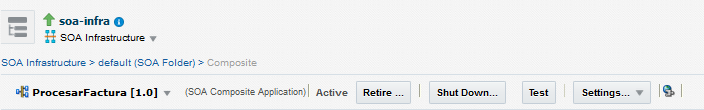 soa-infra
SOA Infrastructure
SOA Infrastructure > default (SOA Folder) > Composite
ProcesarFactura [1.0] (SOA Composite Application) Active Retire ... Shut Down... Test Settings...